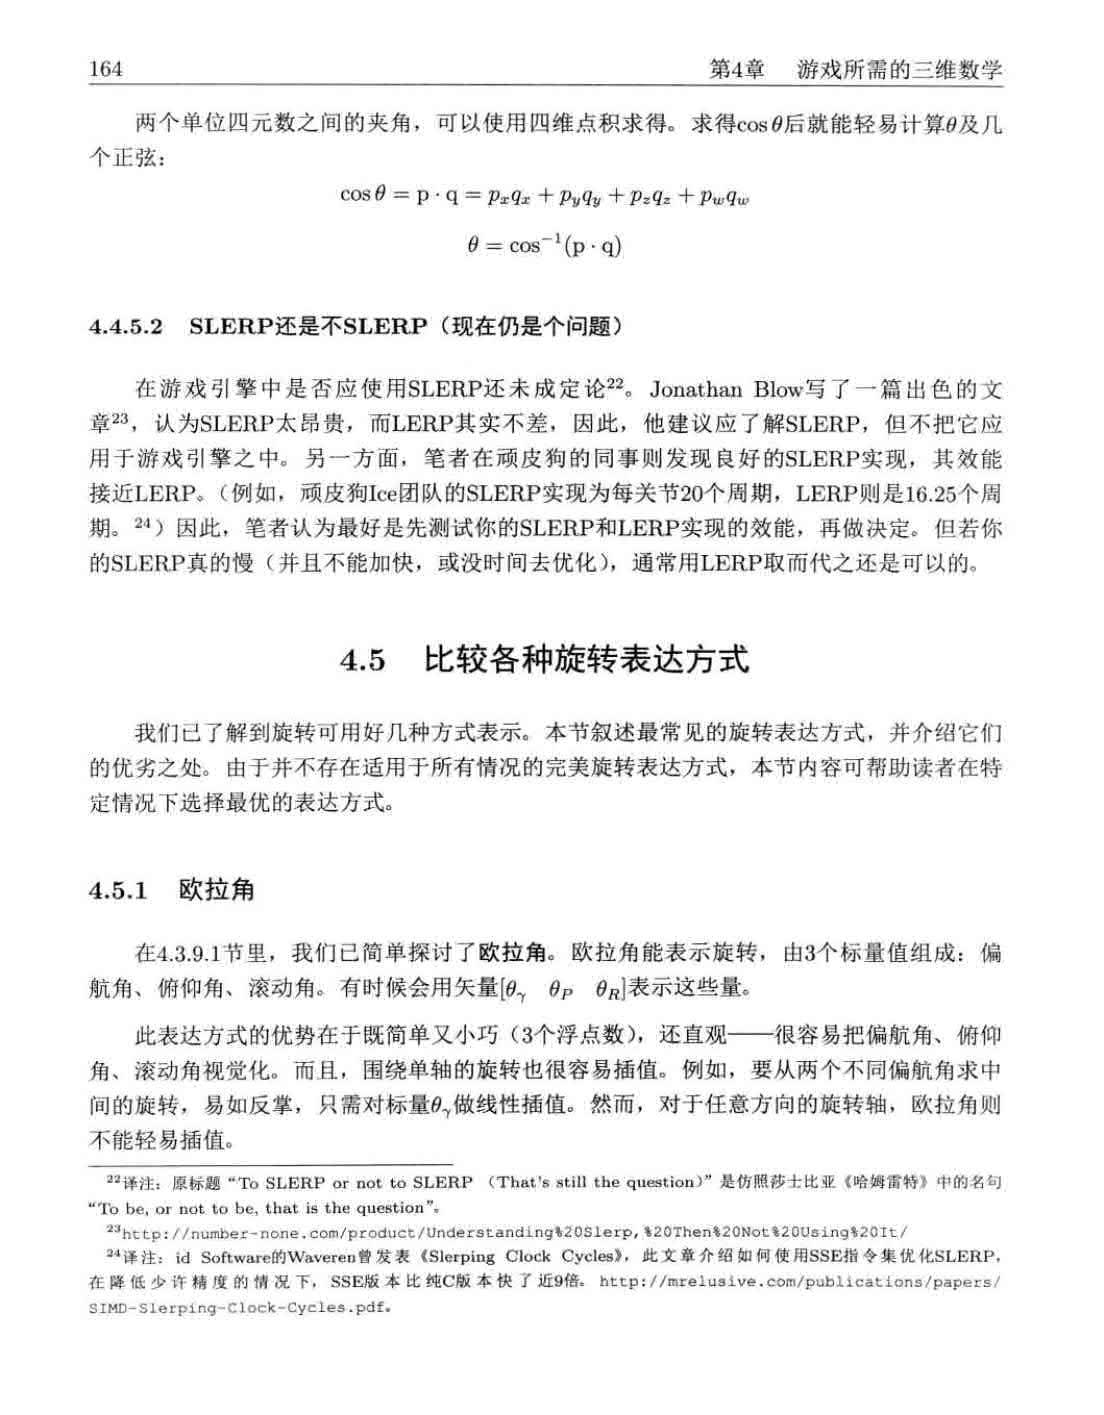 164 第4章 游戏所需的三维数学
两个单位四元数之间的夹角，可以使用四维点积求得。求得cos θ后就能轻易计算θ及几
个正弦：
cos θ = p · q = pₓqₓ + p_yq_y + p_zq_z + p_wq_w
θ = cos⁻¹(p · q)
4.4.5.2 SLERP还是不SLERP（现在仍是个问题）
在游戏引擎中是否应使用SLERP还未成定论²²。Jonathan Blow写了一篇出色的文
章²³，认为SLERP太昂贵，而LERP其实不差，因此，他建议应了解SLERP，但不把它应
用于游戏引擎之中。另一方面，笔者在顽皮狗的同事则发现良好的SLERP实现，其效能
接近LERP。（例如，顽皮狗Ice团队的SLERP实现为每关节20个周期，LERP则是16.25个周
期。²⁴）因此，笔者认为最好是先测试你的SLERP和LERP实现的效能，再做决定。但若你
的SLERP真的慢（并且不能加快，或没时间去优化），通常用LERP取而代之还是可以的。
4.5 比较各种旋转表达方式
我们已了解到旋转可用好几种方式表示。本节叙述最常见的旋转表达方式，并介绍它们
的优劣之处。由于并不存在适用于所有情况的完美旋转表达方式，本节内容可帮助读者在特
定情况下选择最优的表达方式。
4.5.1 欧拉角
在4.3.9.1节里，我们已简单探讨了欧拉角。欧拉角能表示旋转，由3个标量值组成：偏
航角、俯仰角、滚动角。有时候会用矢量[θ_γ θ_P θ_R]表示这些量。
此表达方式的优势在于既简单又小巧（3个浮点数），还直观——很容易把偏航角、俯仰
角、滚动角视觉化。而且，围绕单轴的旋转也很容易插值。例如，要从两个不同偏航角求中
间的旋转，易如反掌，只需对标量θ_γ做线性插值。然而，对于任意方向的旋转轴，欧拉角则
不能轻易插值。
²²译注：原标题“To SLERP or not to SLERP （That's still the question)”是仿照莎士比亚《哈姆雷特》中的名句
“To be, or not to be, that is the question”。
²³http://number-none.com/product/Understanding%20Slerp,%20Then%20Not%20Using%20It/
²⁴译注：id Software的Waveren曾发表《Slerping Clock Cycles》，此文章介绍如何使用SSE指令集优化SLERP，
在降低少许精度的情况下，SSE版本比纯C版本快了近9倍。http://mrelusive.com/publications/papers/
SIMD-Slerping-Clock-Cycles.pdf。